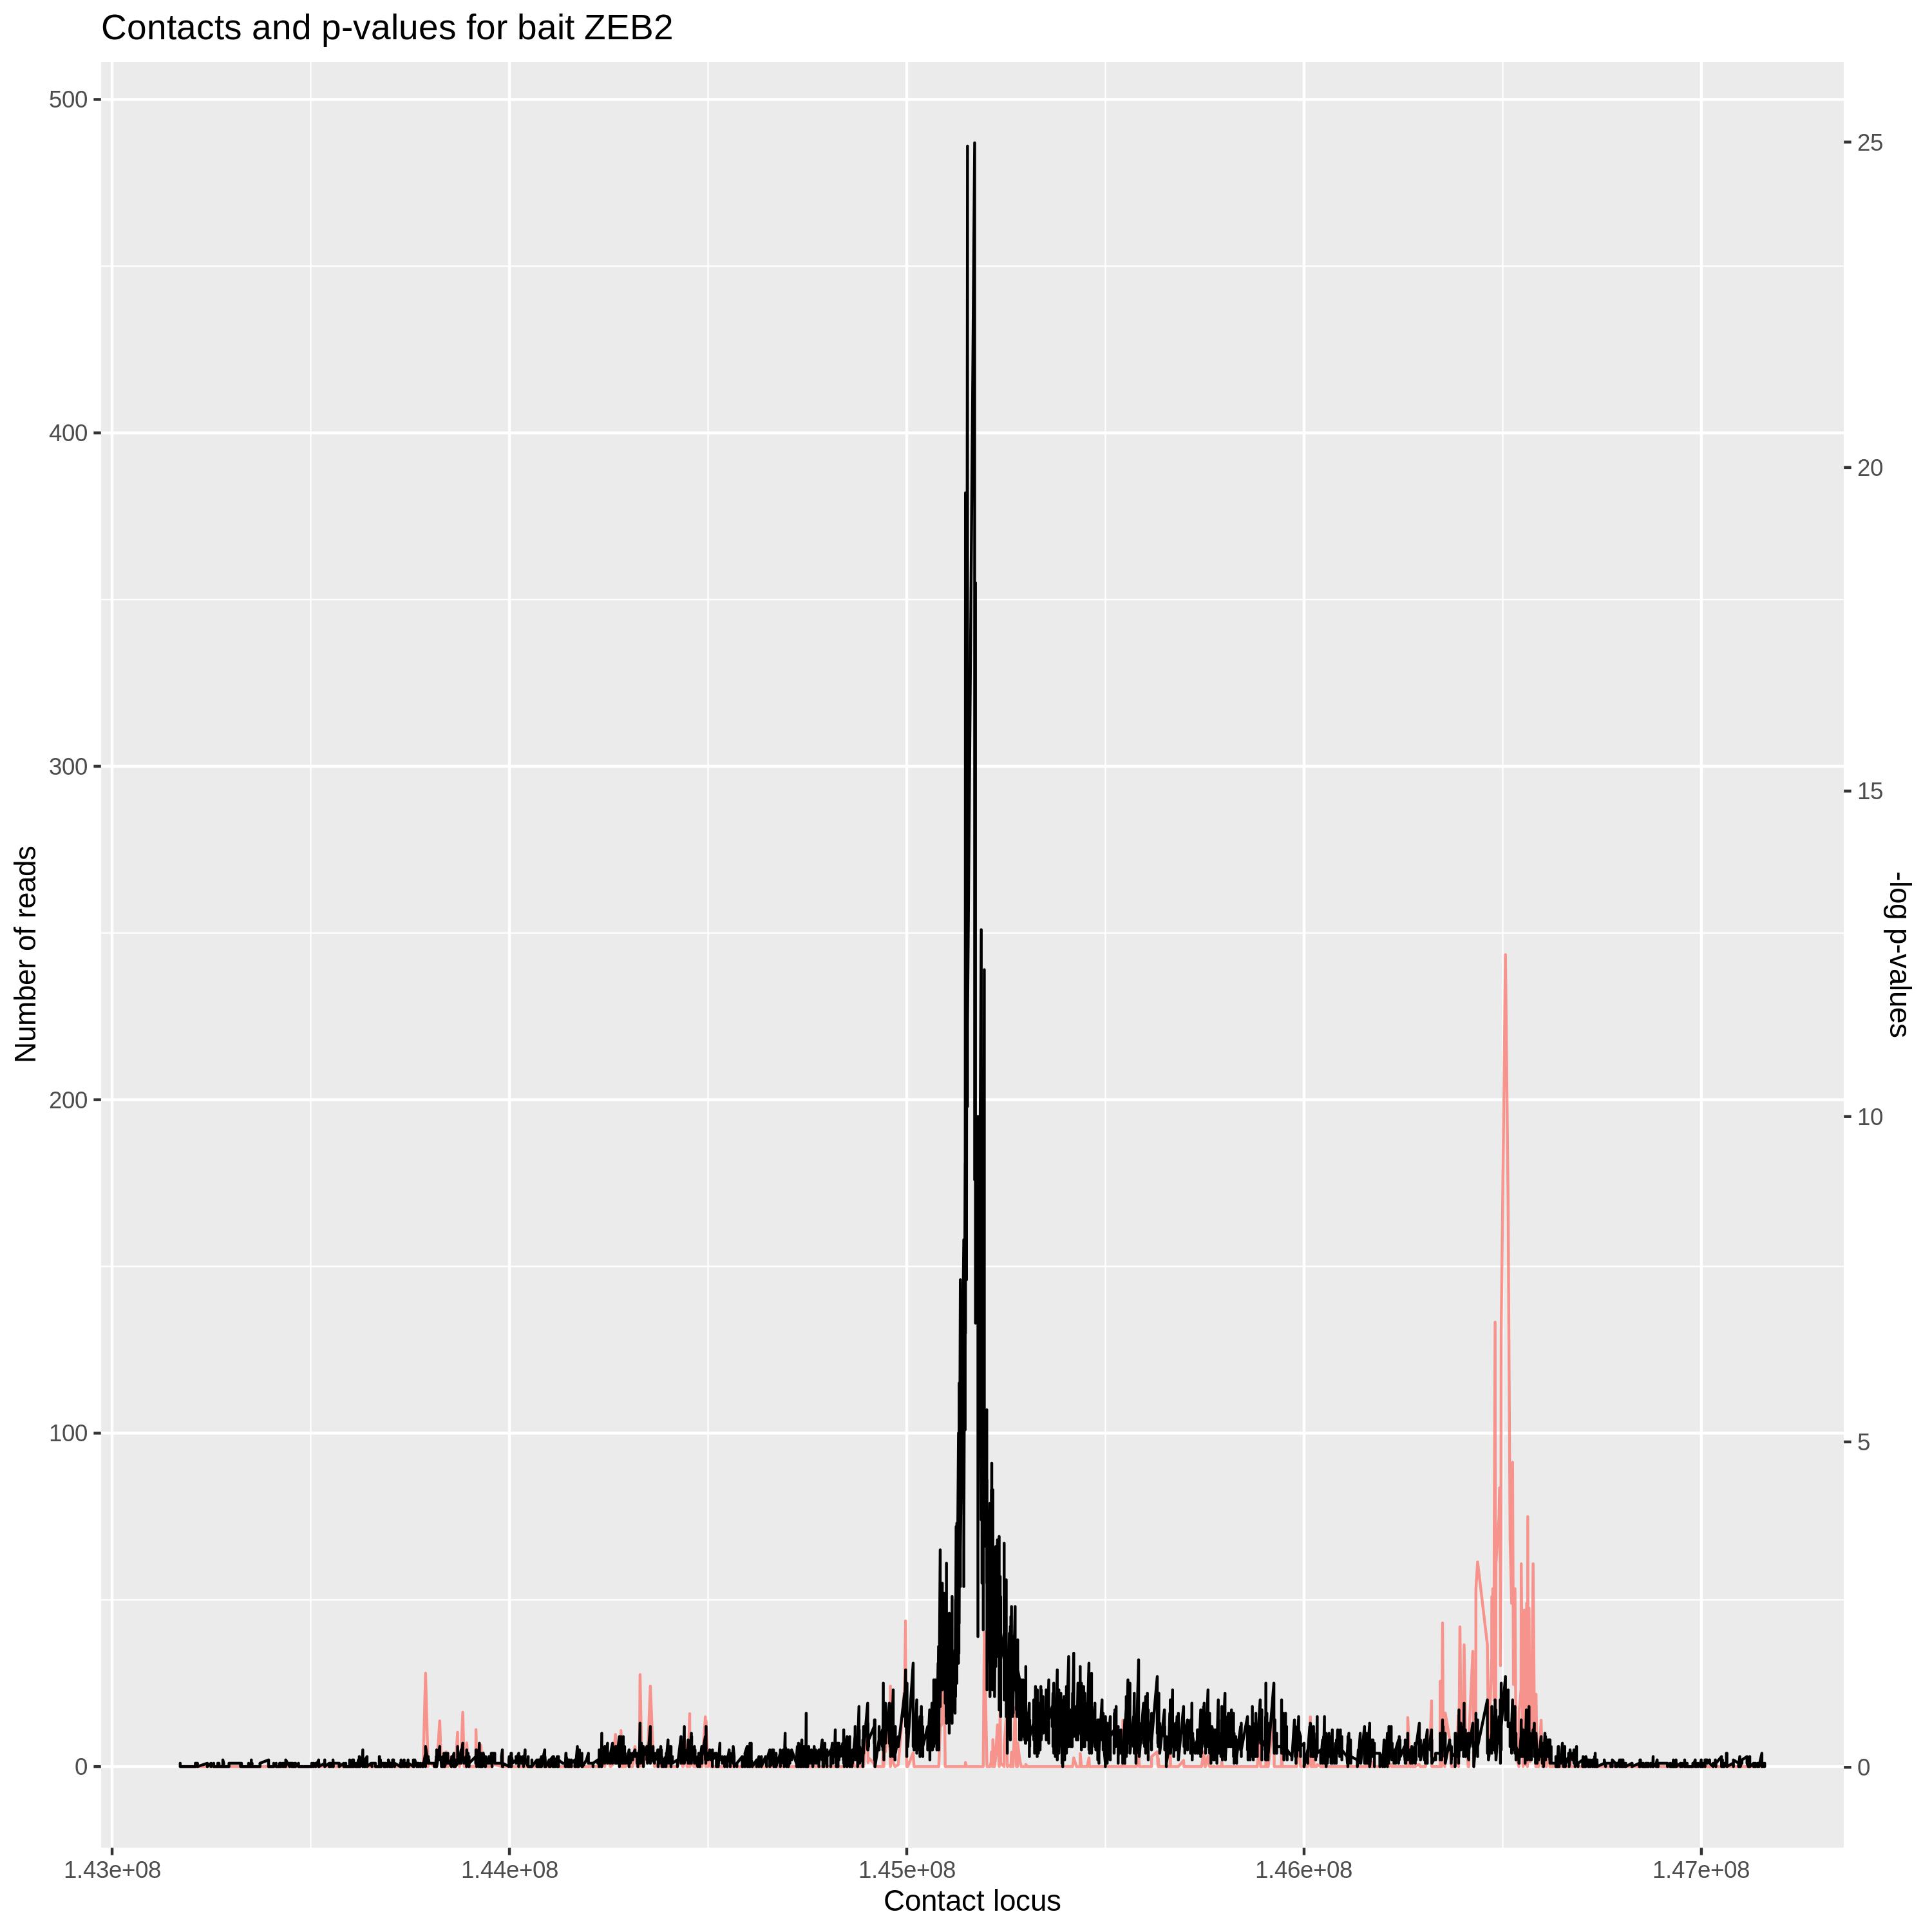 Contacts and p-values for bait ZEB2
500
400
300
200
100
0
Number of reads
25
20
15
10
5
0
-log p-values
1.43e+08
1.44e+08
1.45e+08
1.46e+08
1.47e+08
Contact locus